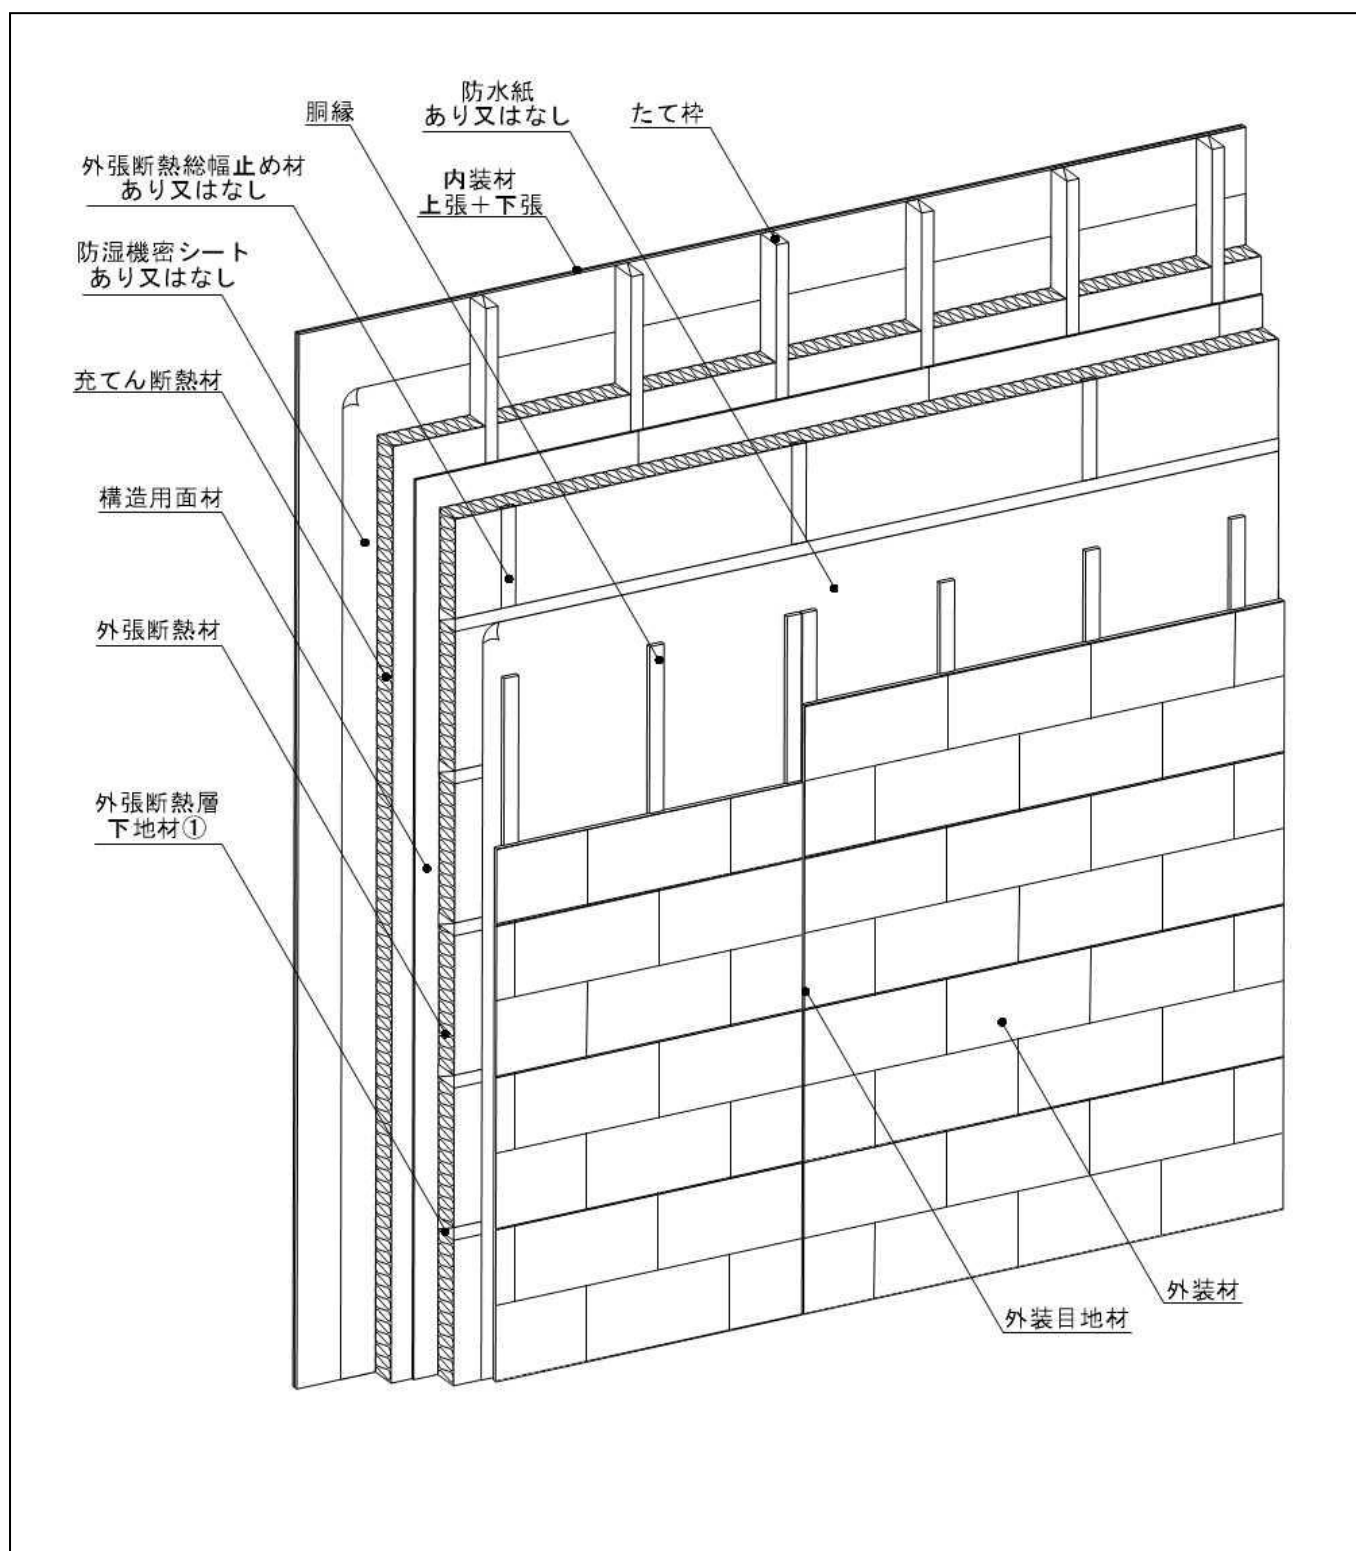 胴縁
防水紙
あり又はなし
たて枠
外張断熱総幅止め材
あり又はなし
内装材
上張＋下張
防湿機密シート
あり又はなし
充てん断熱材
構造用面材
外張断熱材
外張断熱層
下地材①
外装材
外装目地材